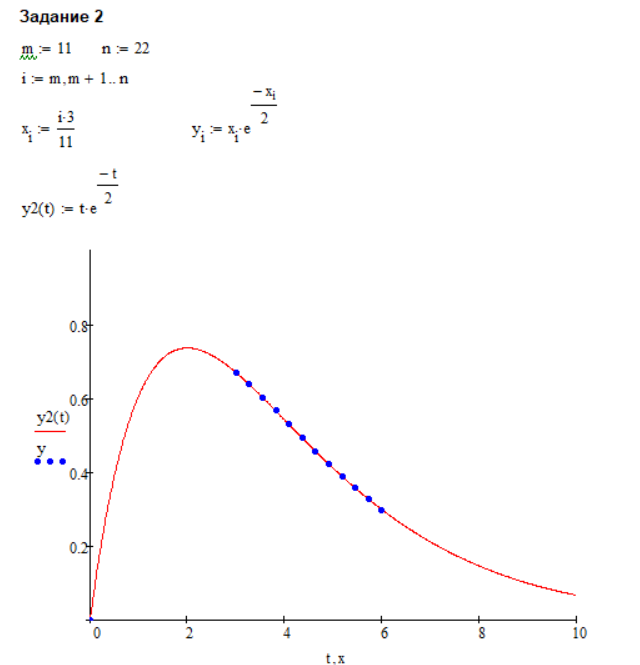 Задание 2
m := 11 n := 22
i := m,m + 1.. n
x_i := i·3/11 y_i := x_i·e^(-x_i/2)
y2(t) := t·e^(-t/2)
0.8
0.6
y2(t)
y
0.4
0.2
0 2 4 6 8 10
t,x